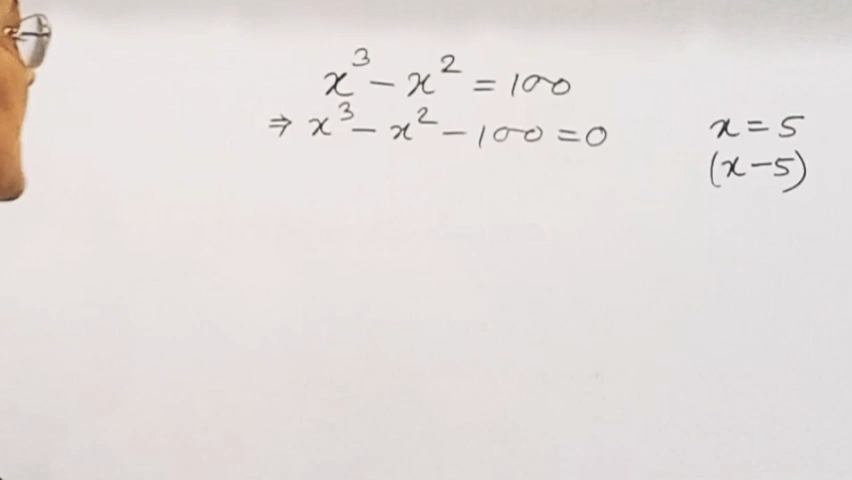 x³ - x² = 100
⇒ x³ - x² - 100 = 0
x = 5
(x - 5)